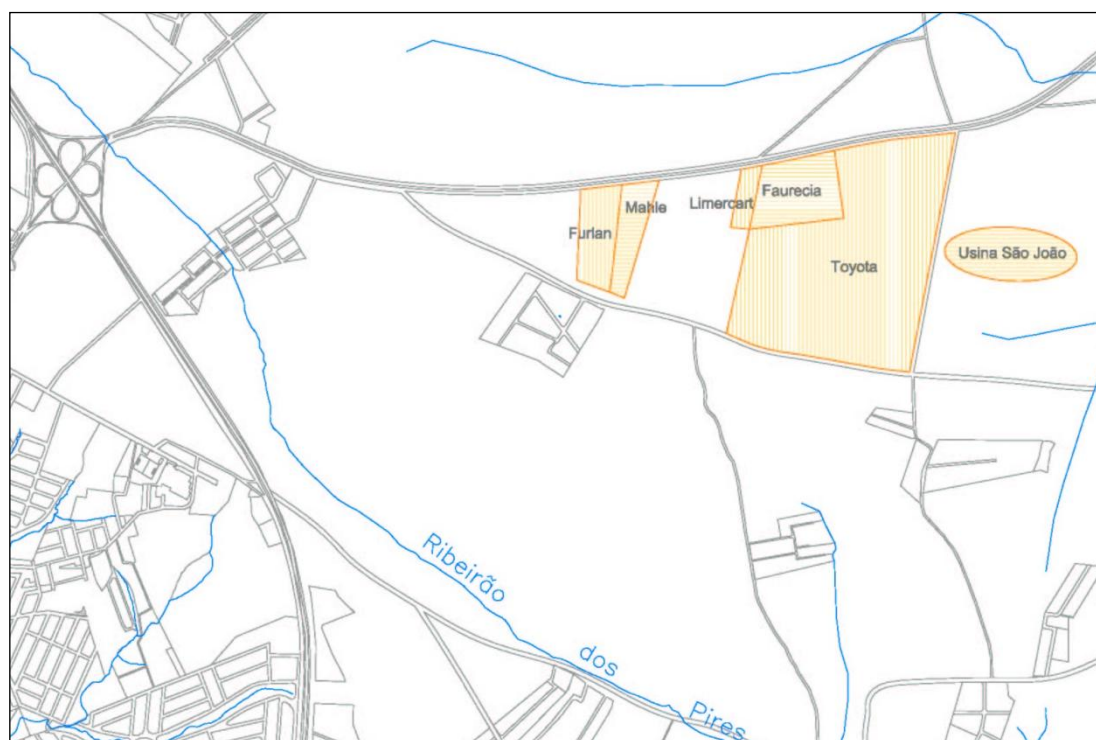 Faurecia
Limercart
Mahle
Furlan
Usina São João
Toyota
Ribeirão
dos
Pires